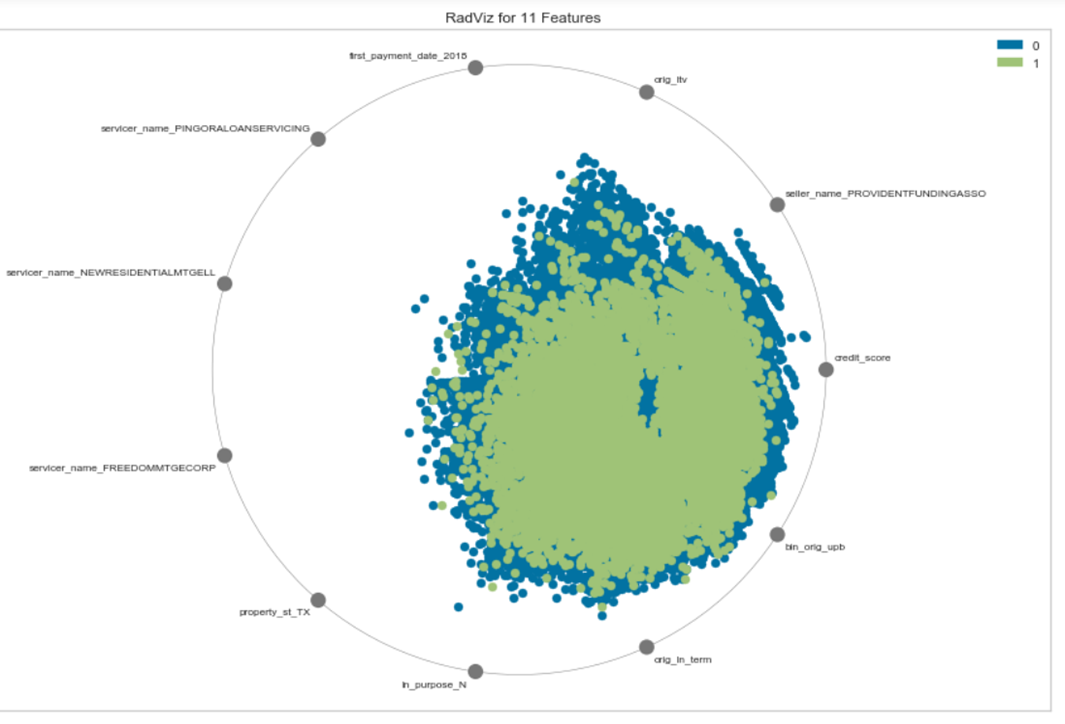 RadViz for 11 Features
0
1
first_payment_date_2018
orig_ltv
servicer_name_PINGORALOANSERVICING
seller_name_PROVIDENTFUNDINGASSO
servicer_name_NEWRESIDENTIALMTGELL
credit_score
servicer_name_FREEDOMMTGECORP
bin_orig_upb
property_st_TX
orig_ln_term
ln_purpose_N